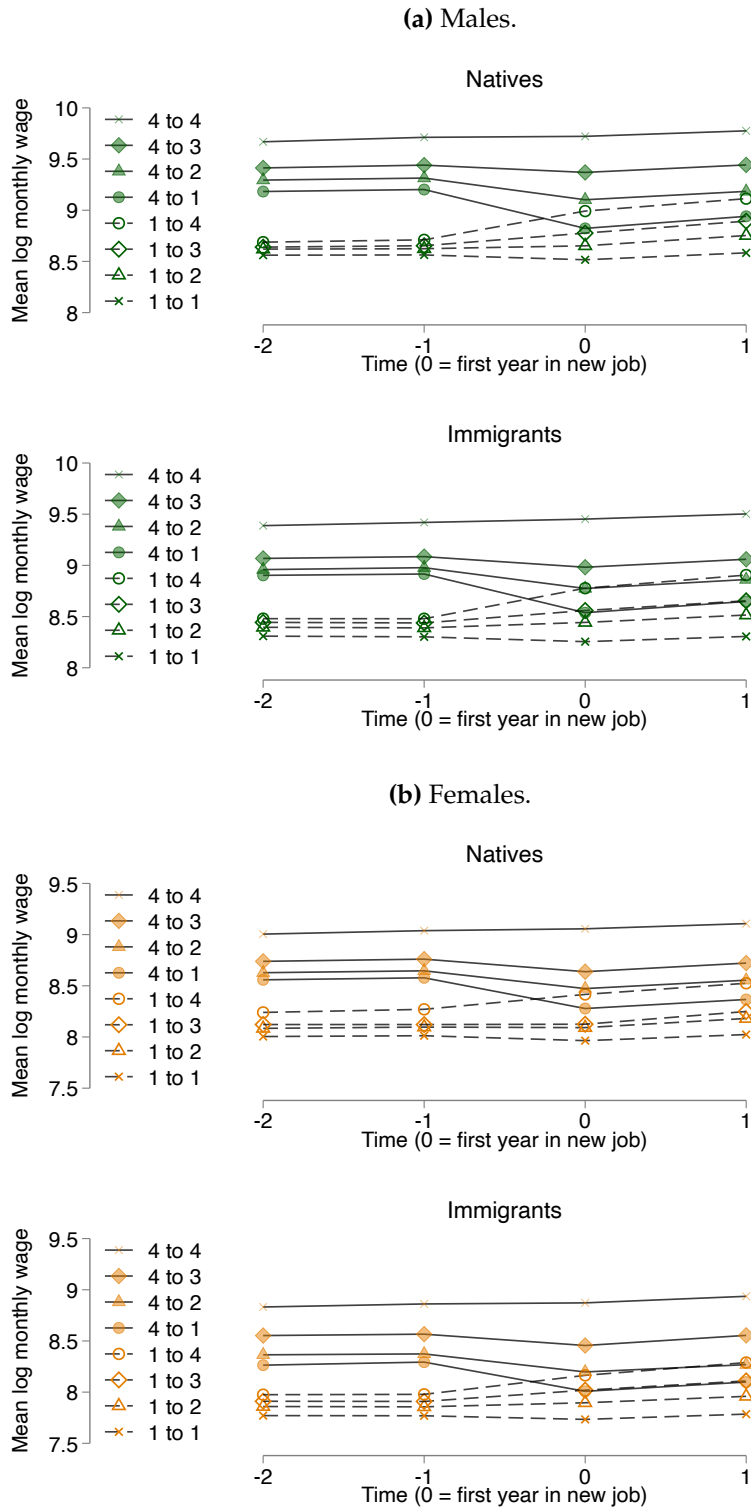 (a) Males.
Natives
Mean log monthly wage
10
9.5
9
8.5
8
4 to 4
4 to 3
4 to 2
4 to 1
1 to 4
1 to 3
1 to 2
1 to 1
-2
-1
0
1
Time (0 = first year in new job)
Immigrants
Mean log monthly wage
10
9.5
9
8.5
8
4 to 4
4 to 3
4 to 2
4 to 1
1 to 4
1 to 3
1 to 2
1 to 1
-2
-1
0
1
Time (0 = first year in new job)
(b) Females.
Natives
Mean log monthly wage
9.5
9
8.5
8
7.5
4 to 4
4 to 3
4 to 2
4 to 1
1 to 4
1 to 3
1 to 2
1 to 1
-2
-1
0
1
Time (0 = first year in new job)
Immigrants
Mean log monthly wage
9.5
9
8.5
8
7.5
4 to 4
4 to 3
4 to 2
4 to 1
1 to 4
1 to 3
1 to 2
1 to 1
-2
-1
0
1
Time (0 = first year in new job)